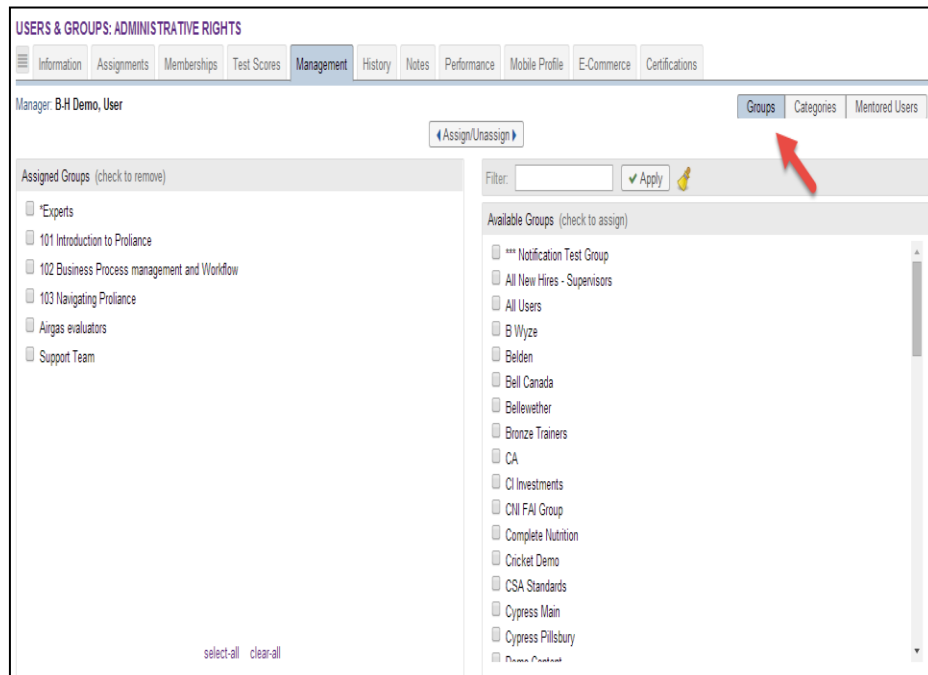 USERS & GROUPS: ADMINISTRATIVE RIGHTS
Information Assignments Memberships Test Scores Management History Notes Performance Mobile Profile E-Commerce Certifications
Manager: B-H Demo, User
Groups Categories Mentored Users
Assign/Unassign
Assigned Groups (check to remove)
*Experts
101 Introduction to Proliance
102 Business Process management and Workflow
103 Navigating Proliance
Airgas evaluators
Support Team
select-all clear-all
Filter: Apply
Available Groups (check to assign)
*** Notification Test Group
All New Hires - Supervisors
All Users
B Wyze
Belden
Bell Canada
Bellewether
Bronze Trainers
CA
CI Investments
CNI FAI Group
Complete Nutrition
Cricket Demo
CSA Standards
Cypress Main
Cypress Pillsbury
Demo Content